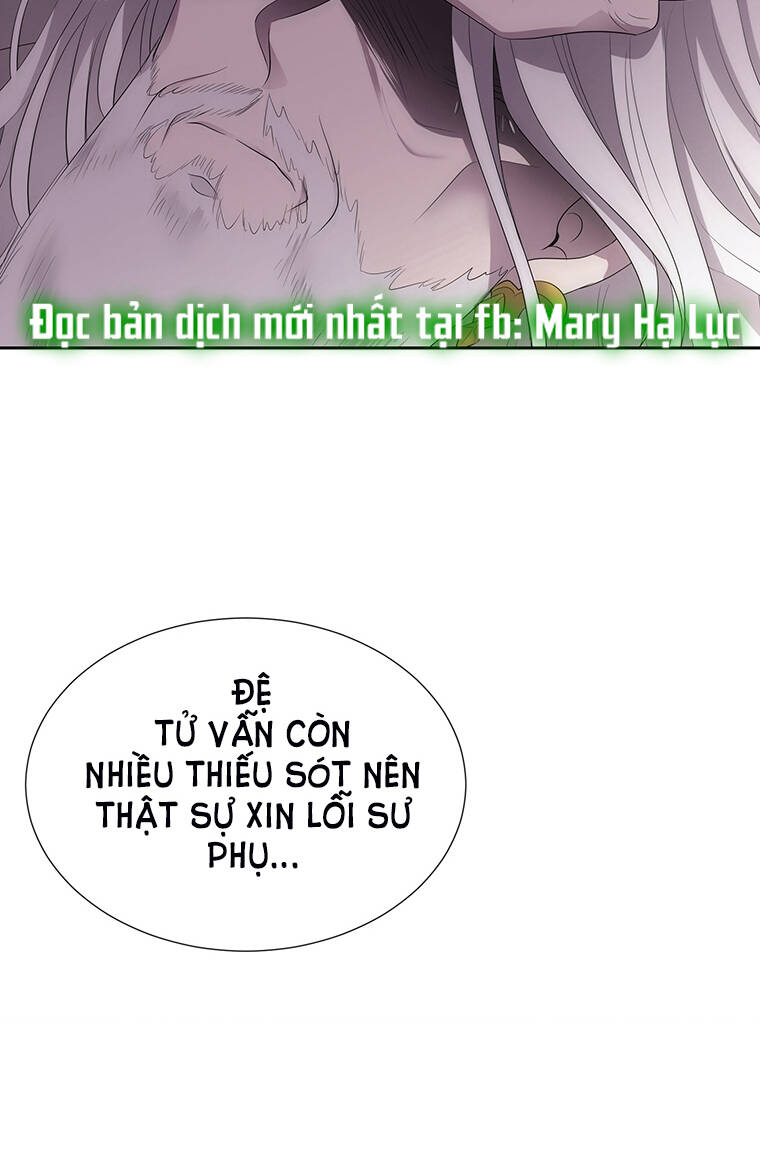 Đọc bản dịch mới nhất tại fb: Mary Hạ Lục
ĐỆ
TỬ VẪN CÒN
NHIỀU THIẾU SÓT NÊN
THẬT SỰ XIN LỖI SƯ
PHỤ...